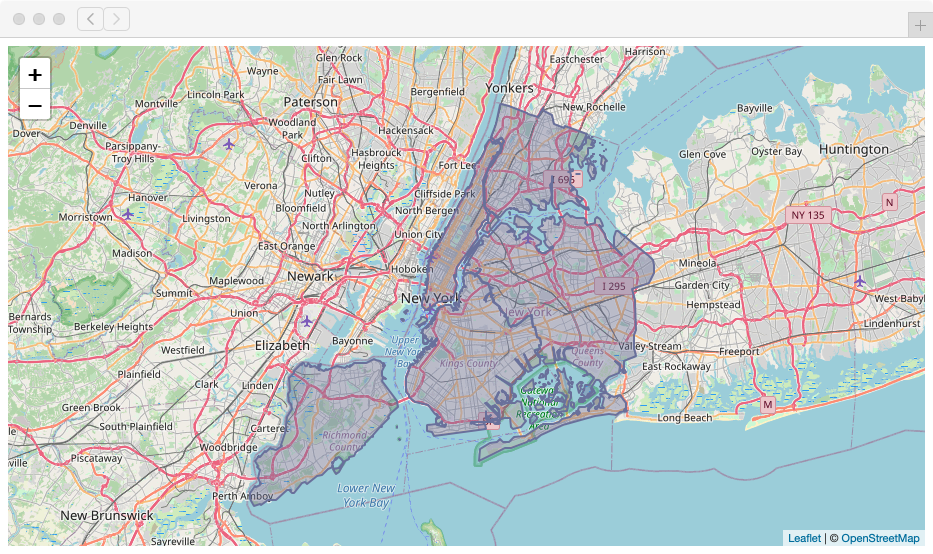 +
−
+
Glen Rock
Harrison
Eastchester
Wayne
Fair Lawn
Lincoln Park
Bergenfield
Yonkers
Montville
Paterson
New Rochelle
Bayville
Denville
Woodland
Park
Dover
Hackensack
Parsippany-
Troy Hills
Clifton
Hasbrouck
Heights
Fort Lee
Glen Cove
Oyster Bay
Huntington
I 695
Verona
Nutley
Cliffside Park
Hanover
Bloomfield
North Bergen
N
Morristown
Livingston
North Arlington
NY 135
Union City
East Orange
Madison
Mineola
Maplewood
Newark
Hoboken
Summit
I 295
Garden City
New York
Hempstead
West Baby
Bernards
Township
Union
New York
Berkeley Heights
Lindenhurst
Elizabeth
Bayonne
Upper
New York
Bay
Westfield
Valley Stream
Freeport
Kings County
Queens
County
East Rockaway
Plainfield
Clark
Linden
Gateway
National
Recreation
Area
Green Brook
M
South Plainfield
Carteret
Long Beach
Richmond
County
Woodbridge
Piscataway
ville
Perth Amboy
Lower New
York Bay
New Brunswick
Sayreville
Leaflet | © OpenStreetMap